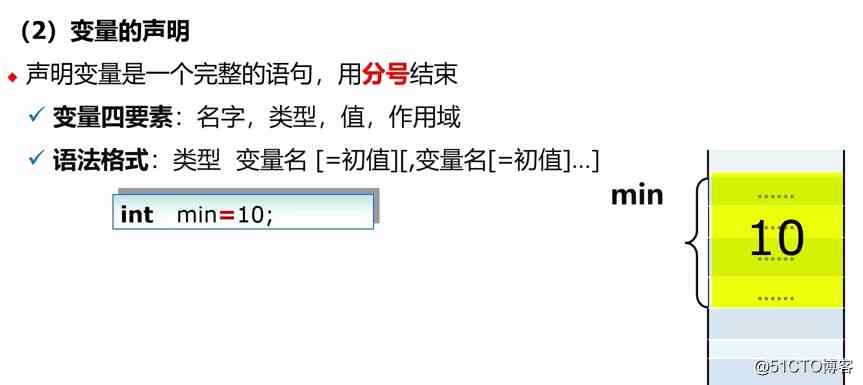 （2）变量的声明
声明变量是一个完整的语句，用分号结束
变量四要素：名字，类型，值，作用域
语法格式：类型 变量名 [=初值][,变量名[=初值]…]
int min=10;
min
……
……
10
……
……
@51CTO博客